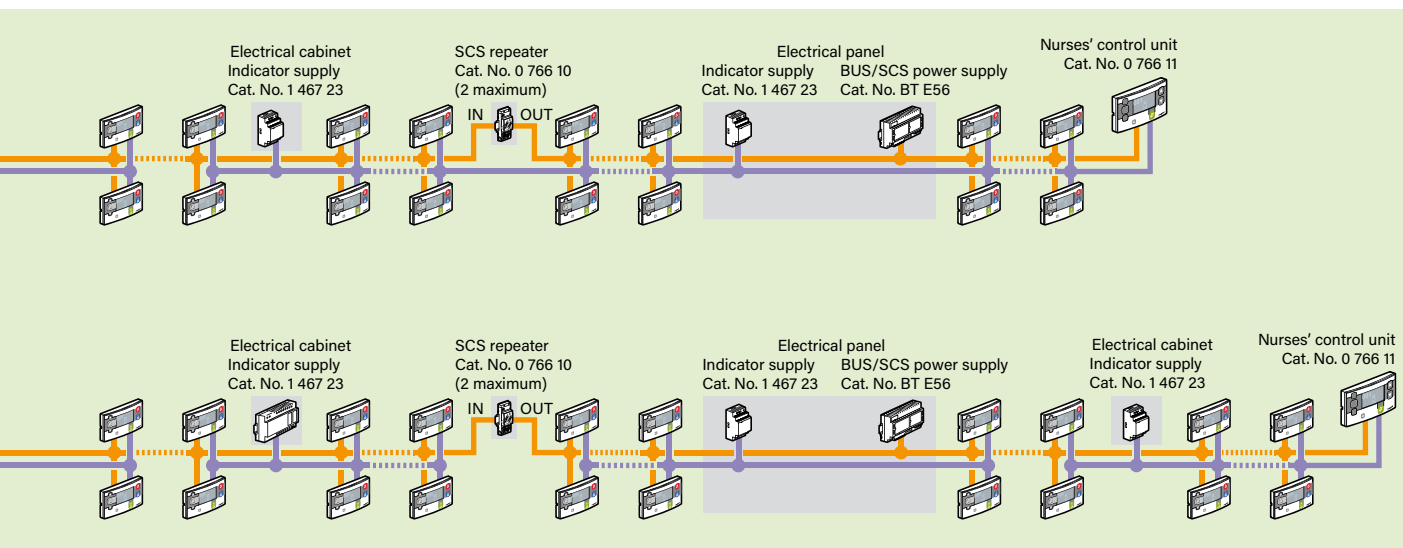 Electrical cabinet
Indicator supply
Cat. No. 1 467 23
SCS repeater
Cat. No. 0 766 10
(2 maximum)
IN OUT
Electrical panel
Indicator supply
Cat. No. 1 467 23
BUS/SCS power supply
Cat. No. BT E56
Nurses' control unit
Cat. No. 0 766 11
Electrical cabinet
Indicator supply
Cat. No. 1 467 23
SCS repeater
Cat. No. 0 766 10
(2 maximum)
IN OUT
Electrical panel
Indicator supply
Cat. No. 1 467 23
BUS/SCS power supply
Cat. No. BT E56
Electrical cabinet
Indicator supply
Cat. No. 1 467 23
Nurses' control unit
Cat. No. 0 766 11